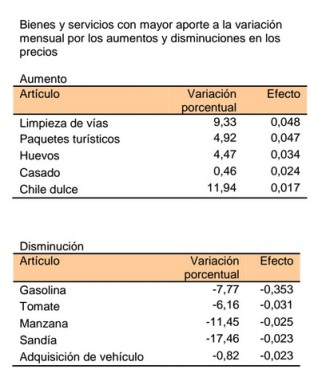 Bienes y servicios con mayor aporte a la variación
mensual por los aumentos y disminuciones en los
precios
Aumento
Artículo Variación porcentual Efecto
Limpieza de vías 9,33 0,048
Paquetes turísticos 4,92 0,047
Huevos 4,47 0,034
Casado 0,46 0,024
Chile dulce 11,94 0,017
Disminución
Artículo Variación porcentual Efecto
Gasolina -7,77 -0,353
Tomate -6,16 -0,031
Manzana -11,45 -0,025
Sandía -17,46 -0,023
Adquisición de vehículo -0,82 -0,023